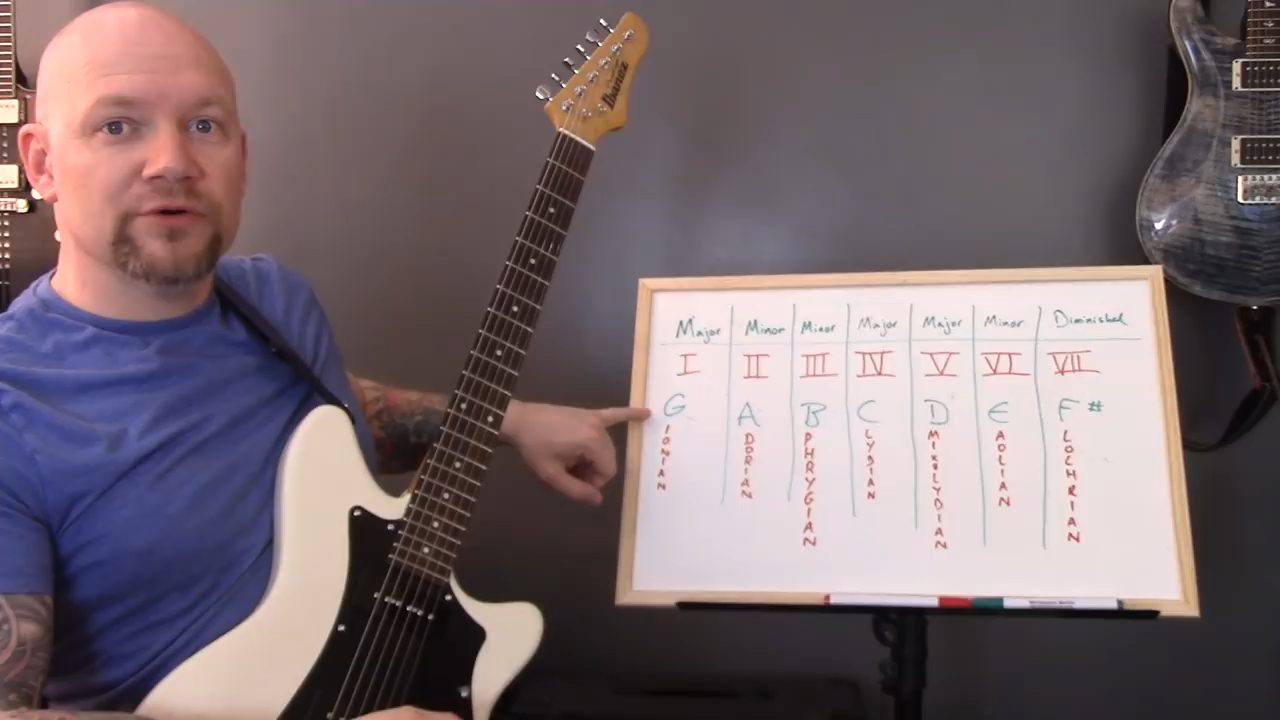 Ibanez
Major Minor Minor Major Major Minor Diminished
I II III IV V VI VII
G A B C D E F#
IONIAN DORIAN PHRYGIAN LYDIAN MIXOLYDIAN AOLIAN LOCHRIAN